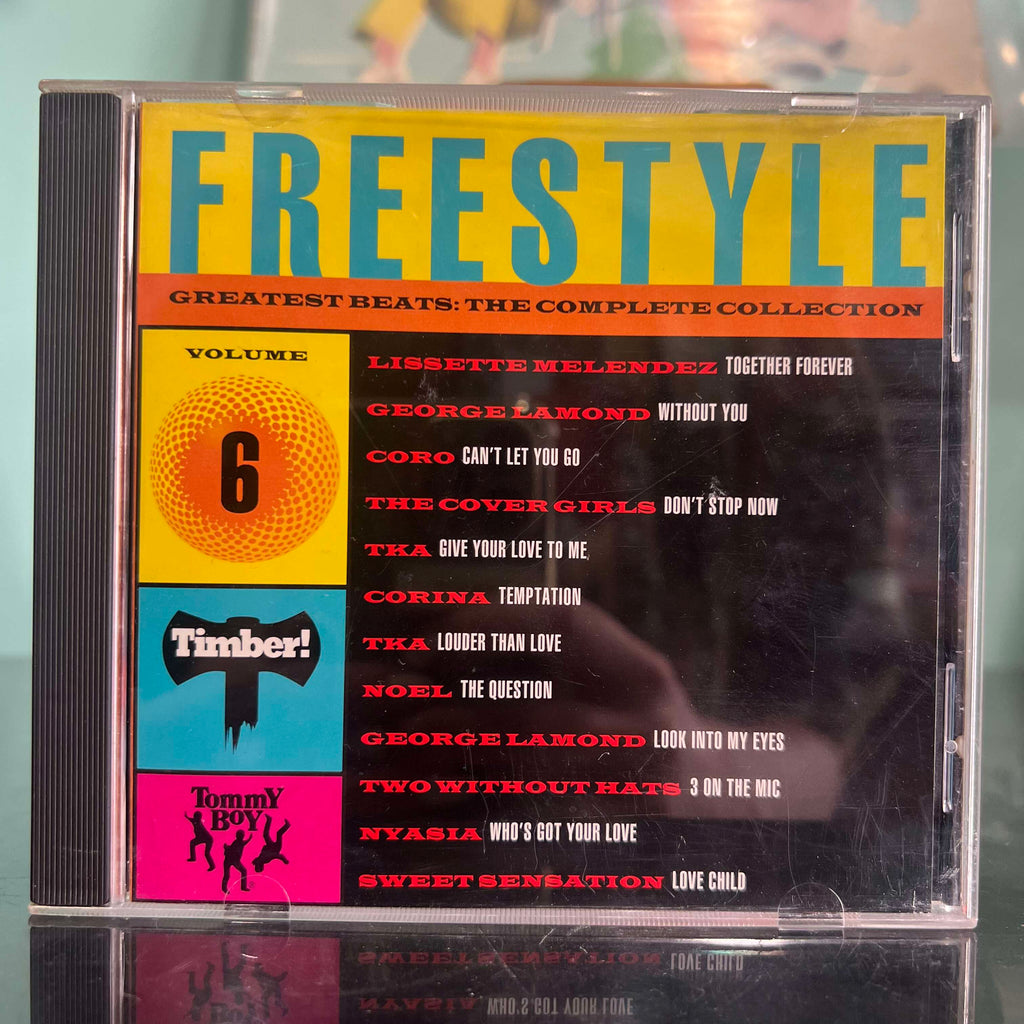 FREESTYLE
GREATEST BEATS: THE COMPLETE COLLECTION
VOLUME
6
Timber!
Tommy
Boy
LISSETTE MELENDEZ TOGETHER FOREVER
GEORGE LAMOND WITHOUT YOU
CORO CAN'T LET YOU GO
THE COVER GIRLS DON'T STOP NOW
TKA GIVE YOUR LOVE TO ME
CORINA TEMPTATION
TKA LOUDER THAN LOVE
NOEL THE QUESTION
GEORGE LAMOND LOOK INTO MY EYES
TWO WITHOUT HATS 3 ON THE MIC
NYASIA WHO'S GOT YOUR LOVE
SWEET SENSATION LOVE CHILD